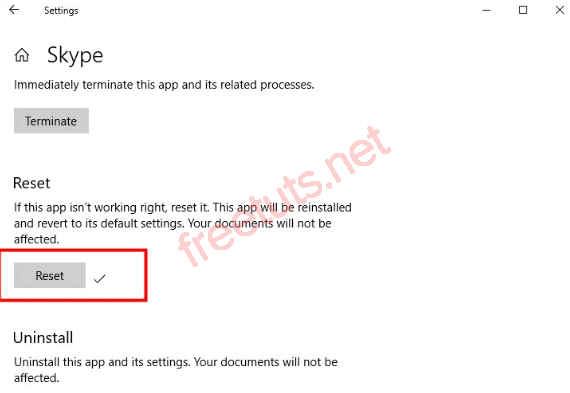 Settings
Skype
Immediately terminate this app and its related processes.
Terminate
Reset
If this app isn't working right, reset it. This app will be reinstalled
and revert to its default settings. Your documents will not be
affected.
Reset
Uninstall
Uninstall this app and its settings. Your documents will not be
affected.
freetuts.net